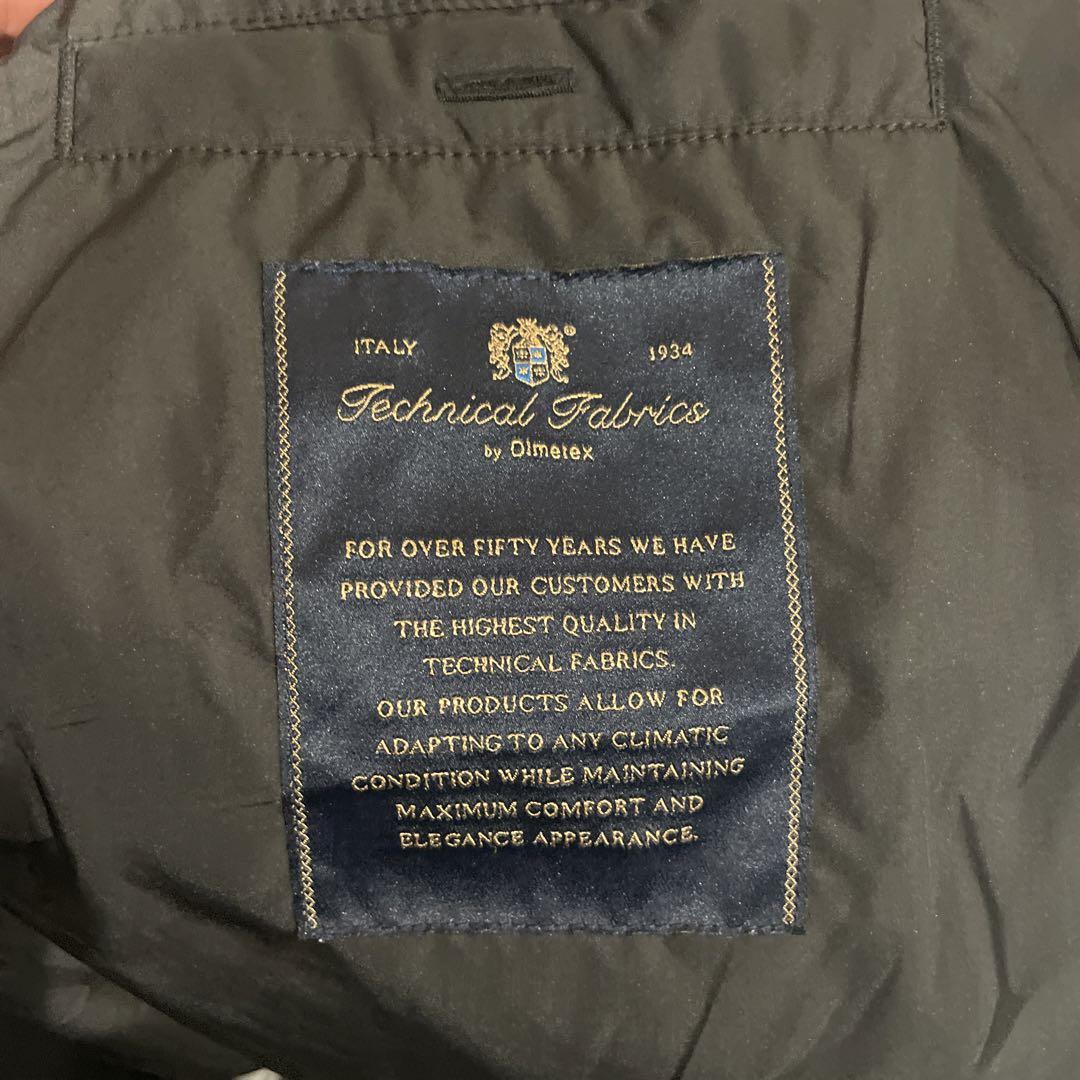 ITALY 1934
Technical Fabrics
by Olmetex
FOR OVER FIFTY YEARS WE HAVE
PROVIDED OUR CUSTOMERS WITH
THE HIGHEST QUALITY IN
TECHNICAL FABRICS.
OUR PRODUCTS ALLOW FOR
ADAPTING TO ANY CLIMATIC
CONDITION WHILE MAINTAINING
MAXIMUM COMFORT AND
ELEGANCE APPEARANCE.